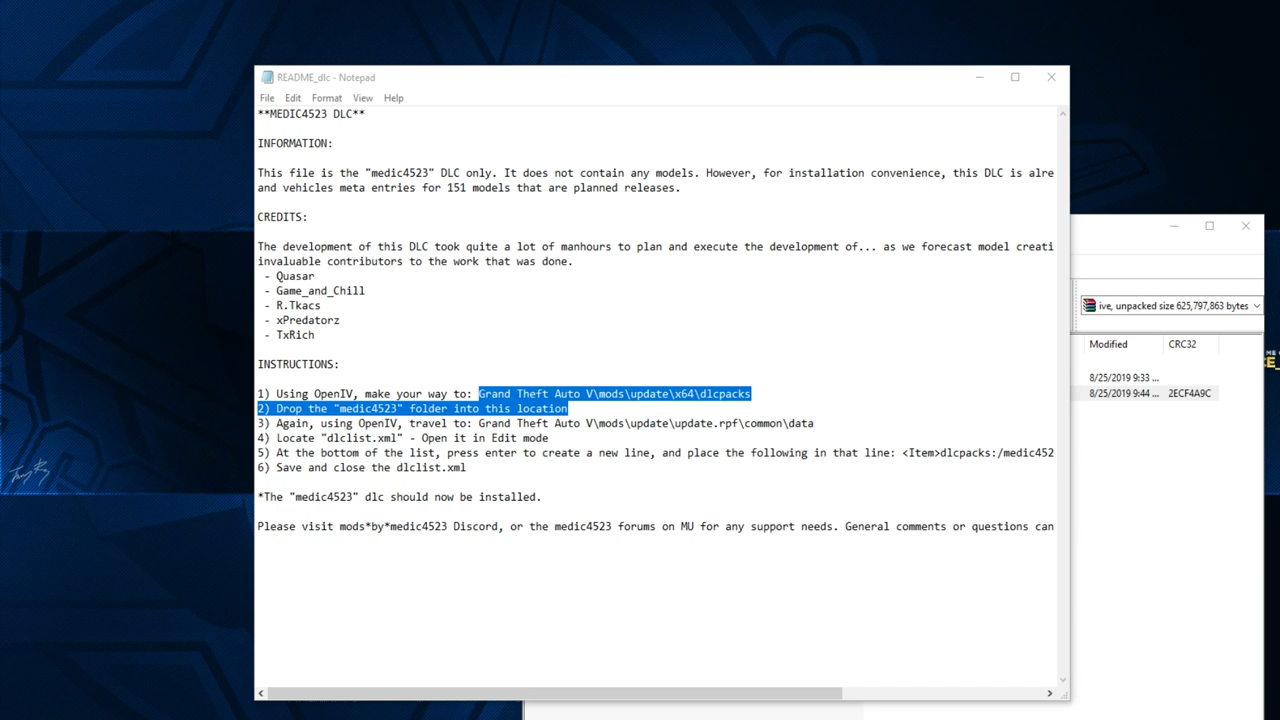 README_dlc - Notepad
File Edit Format View Help
**MEDIC4523 DLC**
INFORMATION:
This file is the "medic4523" DLC only. It does not contain any models. However, for installation convenience, this DLC is alre
and vehicles meta entries for 151 models that are planned releases.
CREDITS:
The development of this DLC took quite a lot of manhours to plan and execute the development of... as we forecast model creati
invaluable contributors to the work that was done.
- Quasar
- Game_and_Chill
- R.Tkacs
- xPredatorz
- TxRich
INSTRUCTIONS:
1) Using OpenIV, make your way to: Grand Theft Auto V\mods\update\x64\dlcpacks
2) Drop the "medic4523" folder into this location
3) Again, using OpenIV, travel to: Grand Theft Auto V\mods\update\update.rpf\common\data
4) Locate "dlclist.xml" - Open it in Edit mode
5) At the bottom of the list, press enter to create a new line, and place the following in that line: <Item>dlcpacks:/medic452
6) Save and close the dlclist.xml
*The "medic4523" dlc should now be installed.
Please visit mods*by*medic4523 Discord, or the medic4523 forums on MU for any support needs. General comments or questions can
ive, unpacked size 625,797,863 bytes
Modified CRC32
8/25/2019 9:33 ...
8/25/2019 9:44 ... 2ECF4A9C